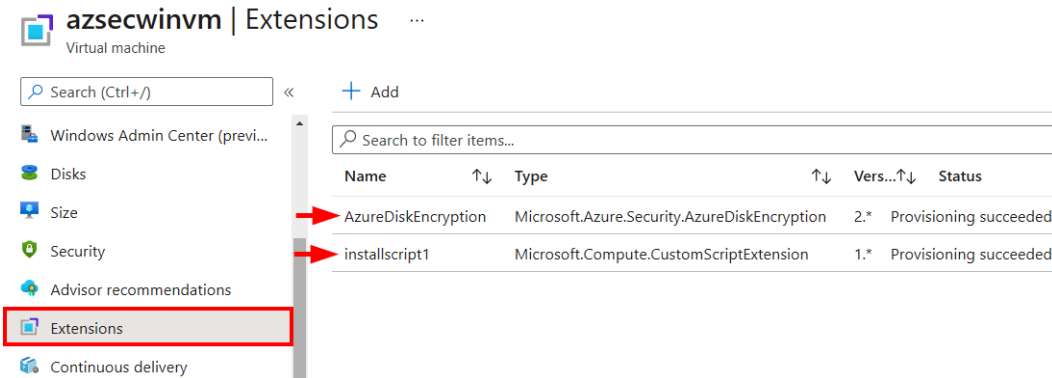 azsecwinvm | Extensions ...
Virtual machine
Search (Ctrl+/) «
+ Add
Windows Admin Center (previ...
Disks
Size
Security
Advisor recommendations
Extensions
Continuous delivery
Search to filter items...
Name ↑↓ Type ↑↓ Vers...↑↓ Status
AzureDiskEncryption Microsoft.Azure.Security.AzureDiskEncryption 2.* Provisioning succeeded
installscript1 Microsoft.Compute.CustomScriptExtension 1.* Provisioning succeeded